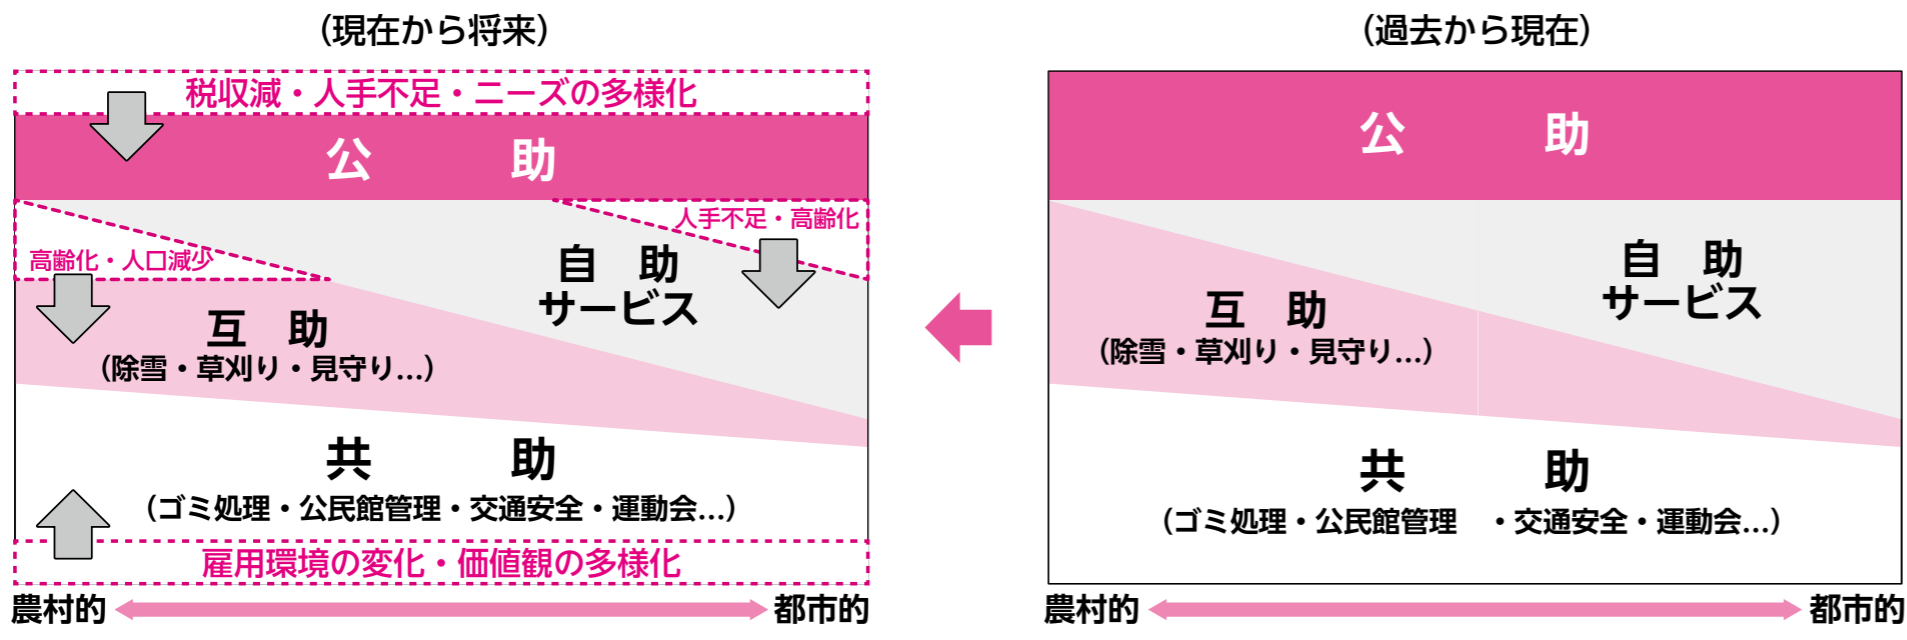 （現在から将来）
税収減・人手不足・ニーズの多様化
公　助
人手不足・高齢化
高齢化・人口減少
自　助
サービス
互　助
（除雪・草刈り・見守り…）
共　助
（ゴミ処理・公民館管理・交通安全・運動会…）
雇用環境の変化・価値観の多様化
農村的
都市的
（過去から現在）
公　助
自　助
サービス
互　助
（除雪・草刈り・見守り…）
共　助
（ゴミ処理・公民館管理　・交通安全・運動会…）
農村的
都市的